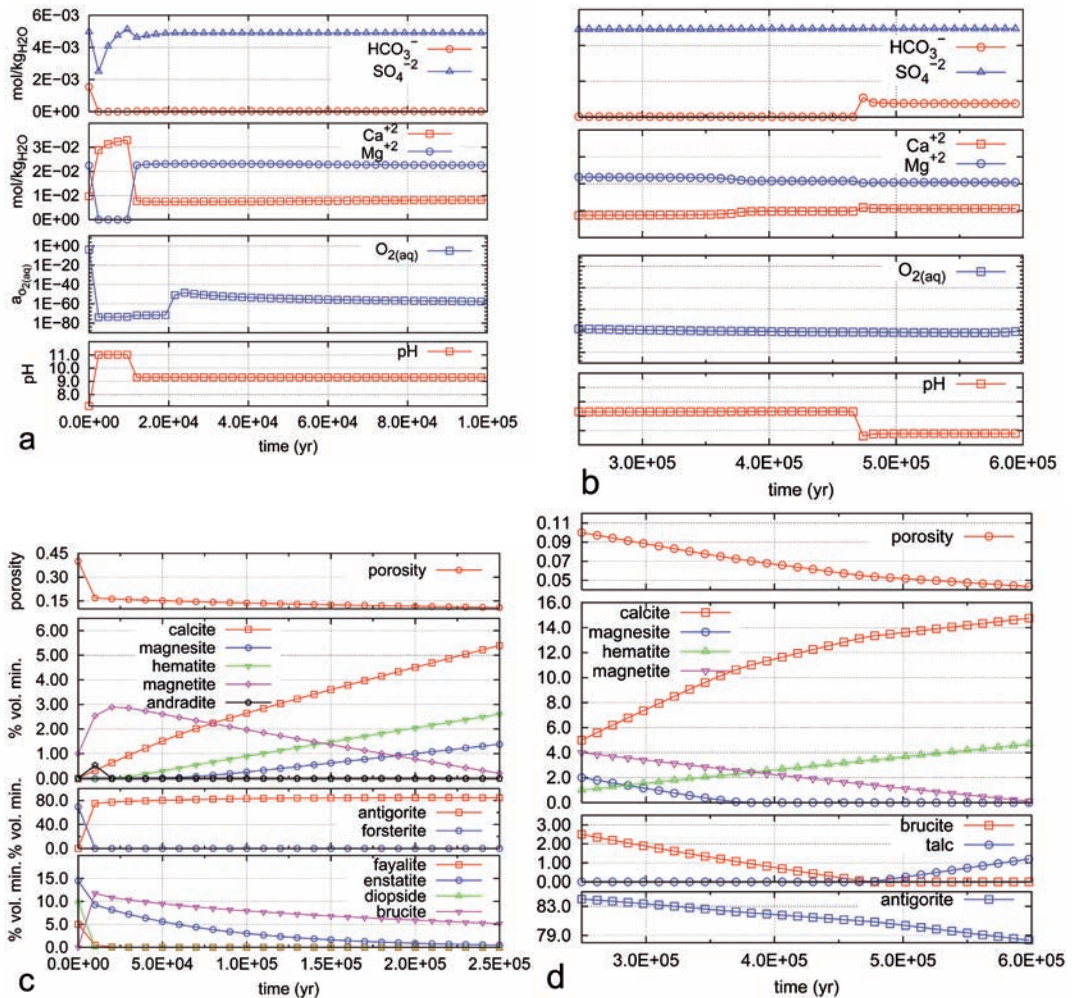 6E-03
4E-03
2E-03
0E+00
mol/kgH2O
HCO3−
SO4−2
3E-02
2E-02
1E-02
0E+00
mol/kgH2O
Ca+2
Mg+2
1E+00
1E-20
1E-40
1E-60
1E-80
aO2(aq)
O2(aq)
11.0
10.0
9.0
8.0
pH
pH
0.0E+00 2.0E+04 4.0E+04 6.0E+04 8.0E+04 1.0E+05
time (yr)
a
HCO3−
SO4−2
Ca+2
Mg+2
O2(aq)
pH
3.0E+05 4.0E+05 5.0E+05 6.0E+05
time (yr)
b
0.45
0.30
0.15
porosity
porosity
6.00
5.00
4.00
3.00
2.00
1.00
0.00
% vol. min.
calcite
magnesite
hematite
magnetite
andradite
80.0
40.0
0.0
% vol. min.
antigorite
forsterite
15.0
10.0
5.0
0.0
% vol. min.
fayalite
enstatite
diopside
brucite
0.0E+00 5.0E+04 1.0E+05 1.5E+05 2.0E+05 2.5E+05
time (yr)
c
0.11
0.09
0.07
0.05
porosity
16.0
14.0
12.0
10.0
8.0
6.0
4.0
2.0
0.0
calcite
magnesite
hematite
magnetite
3.00
2.00
1.00
0.00
brucite
talc
83.0
79.0
antigorite
3.0E+05 4.0E+05 5.0E+05 6.0E+05
time (yr)
d